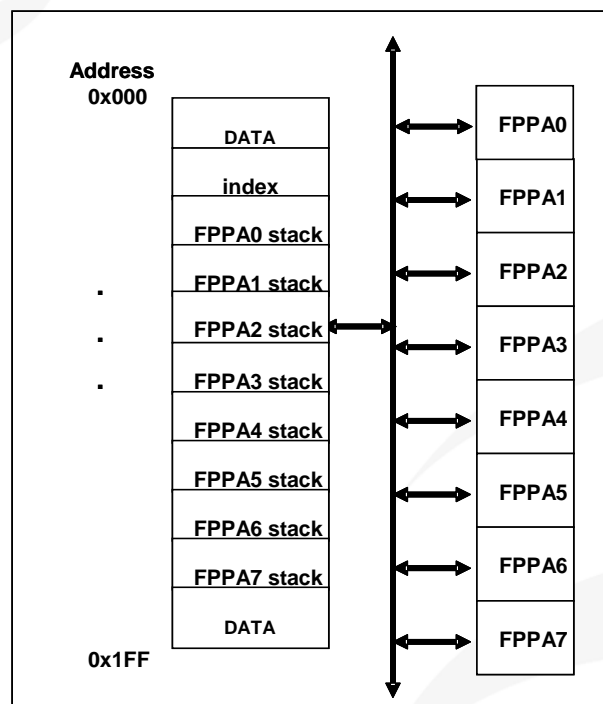 Address
0x000
DATA
index
FPPA0 stack
FPPA1 stack
FPPA2 stack
FPPA3 stack
FPPA4 stack
FPPA5 stack
FPPA6 stack
FPPA7 stack
DATA
0x1FF
.
.
.
FPPA0
FPPA1
FPPA2
FPPA3
FPPA4
FPPA5
FPPA6
FPPA7